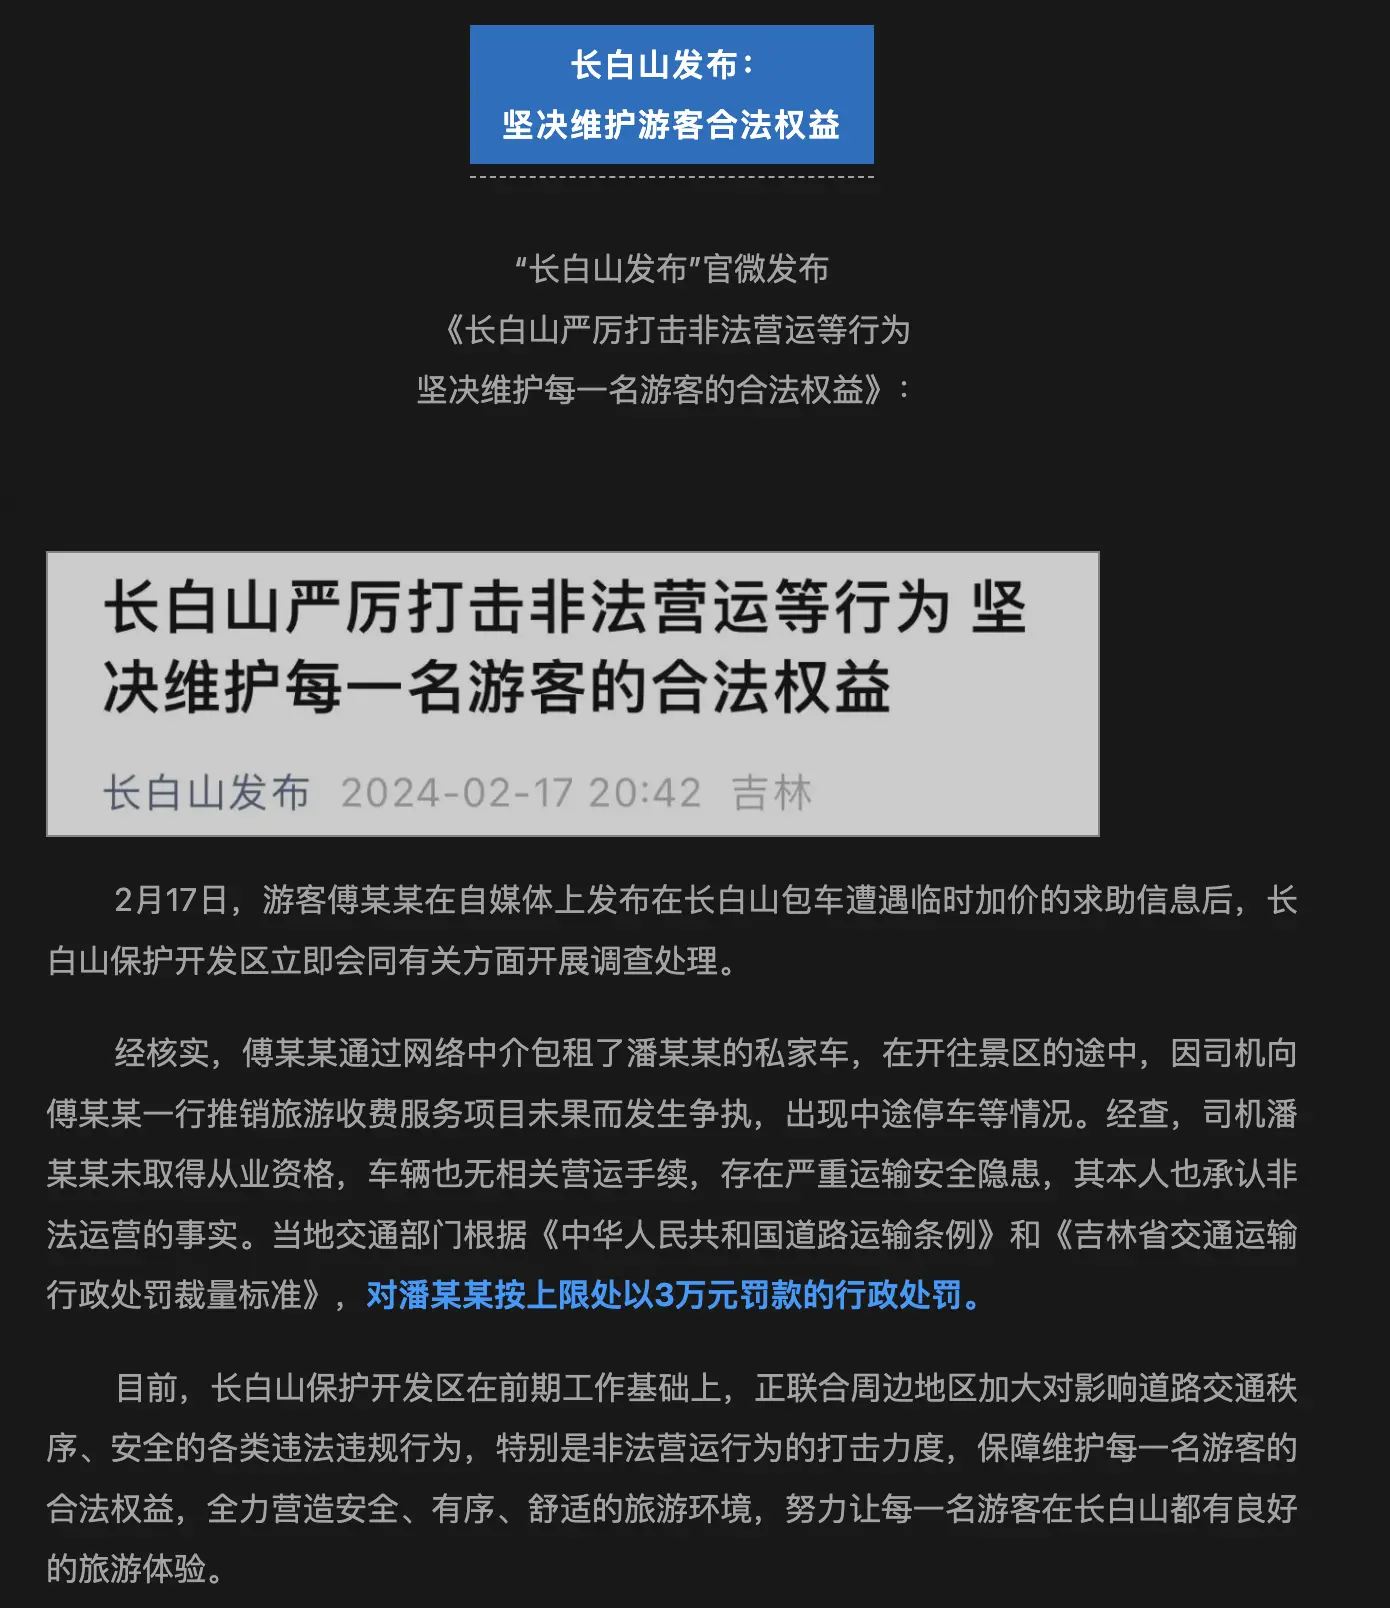 长白山发布：
坚决维护游客合法权益
“长白山发布”官微发布
《长白山严厉打击非法营运等行为
坚决维护每一名游客的合法权益》：
长白山严厉打击非法营运等行为 坚
决维护每一名游客的合法权益
长白山发布 2024-02-17 20:42 吉林
2月17日，游客傅某某在自媒体上发布在长白山包车遭遇临时加价的求助信息后，长
白山保护开发区立即会同有关方面开展调查处理。
经核实，傅某某通过网络中介包租了潘某某的私家车，在开往景区的途中，因司机向
傅某某一行推销旅游收费服务项目未果而发生争执，出现中途停车等情况。经查，司机潘
某某未取得从业资格，车辆也无相关营运手续，存在严重运输安全隐患，其本人也承认非
法运营的事实。当地交通部门根据《中华人民共和国道路运输条例》和《吉林省交通运输
行政处罚裁量标准》，对潘某某按上限处以3万元罚款的行政处罚。
目前，长白山保护开发区在前期工作基础上，正联合周边地区加大对影响道路交通秩
序、安全的各类违法违规行为，特别是非法营运行为的打击力度，保障维护每一名游客的
合法权益，全力营造安全、有序、舒适的旅游环境，努力让每一名游客在长白山都有良好
的旅游体验。